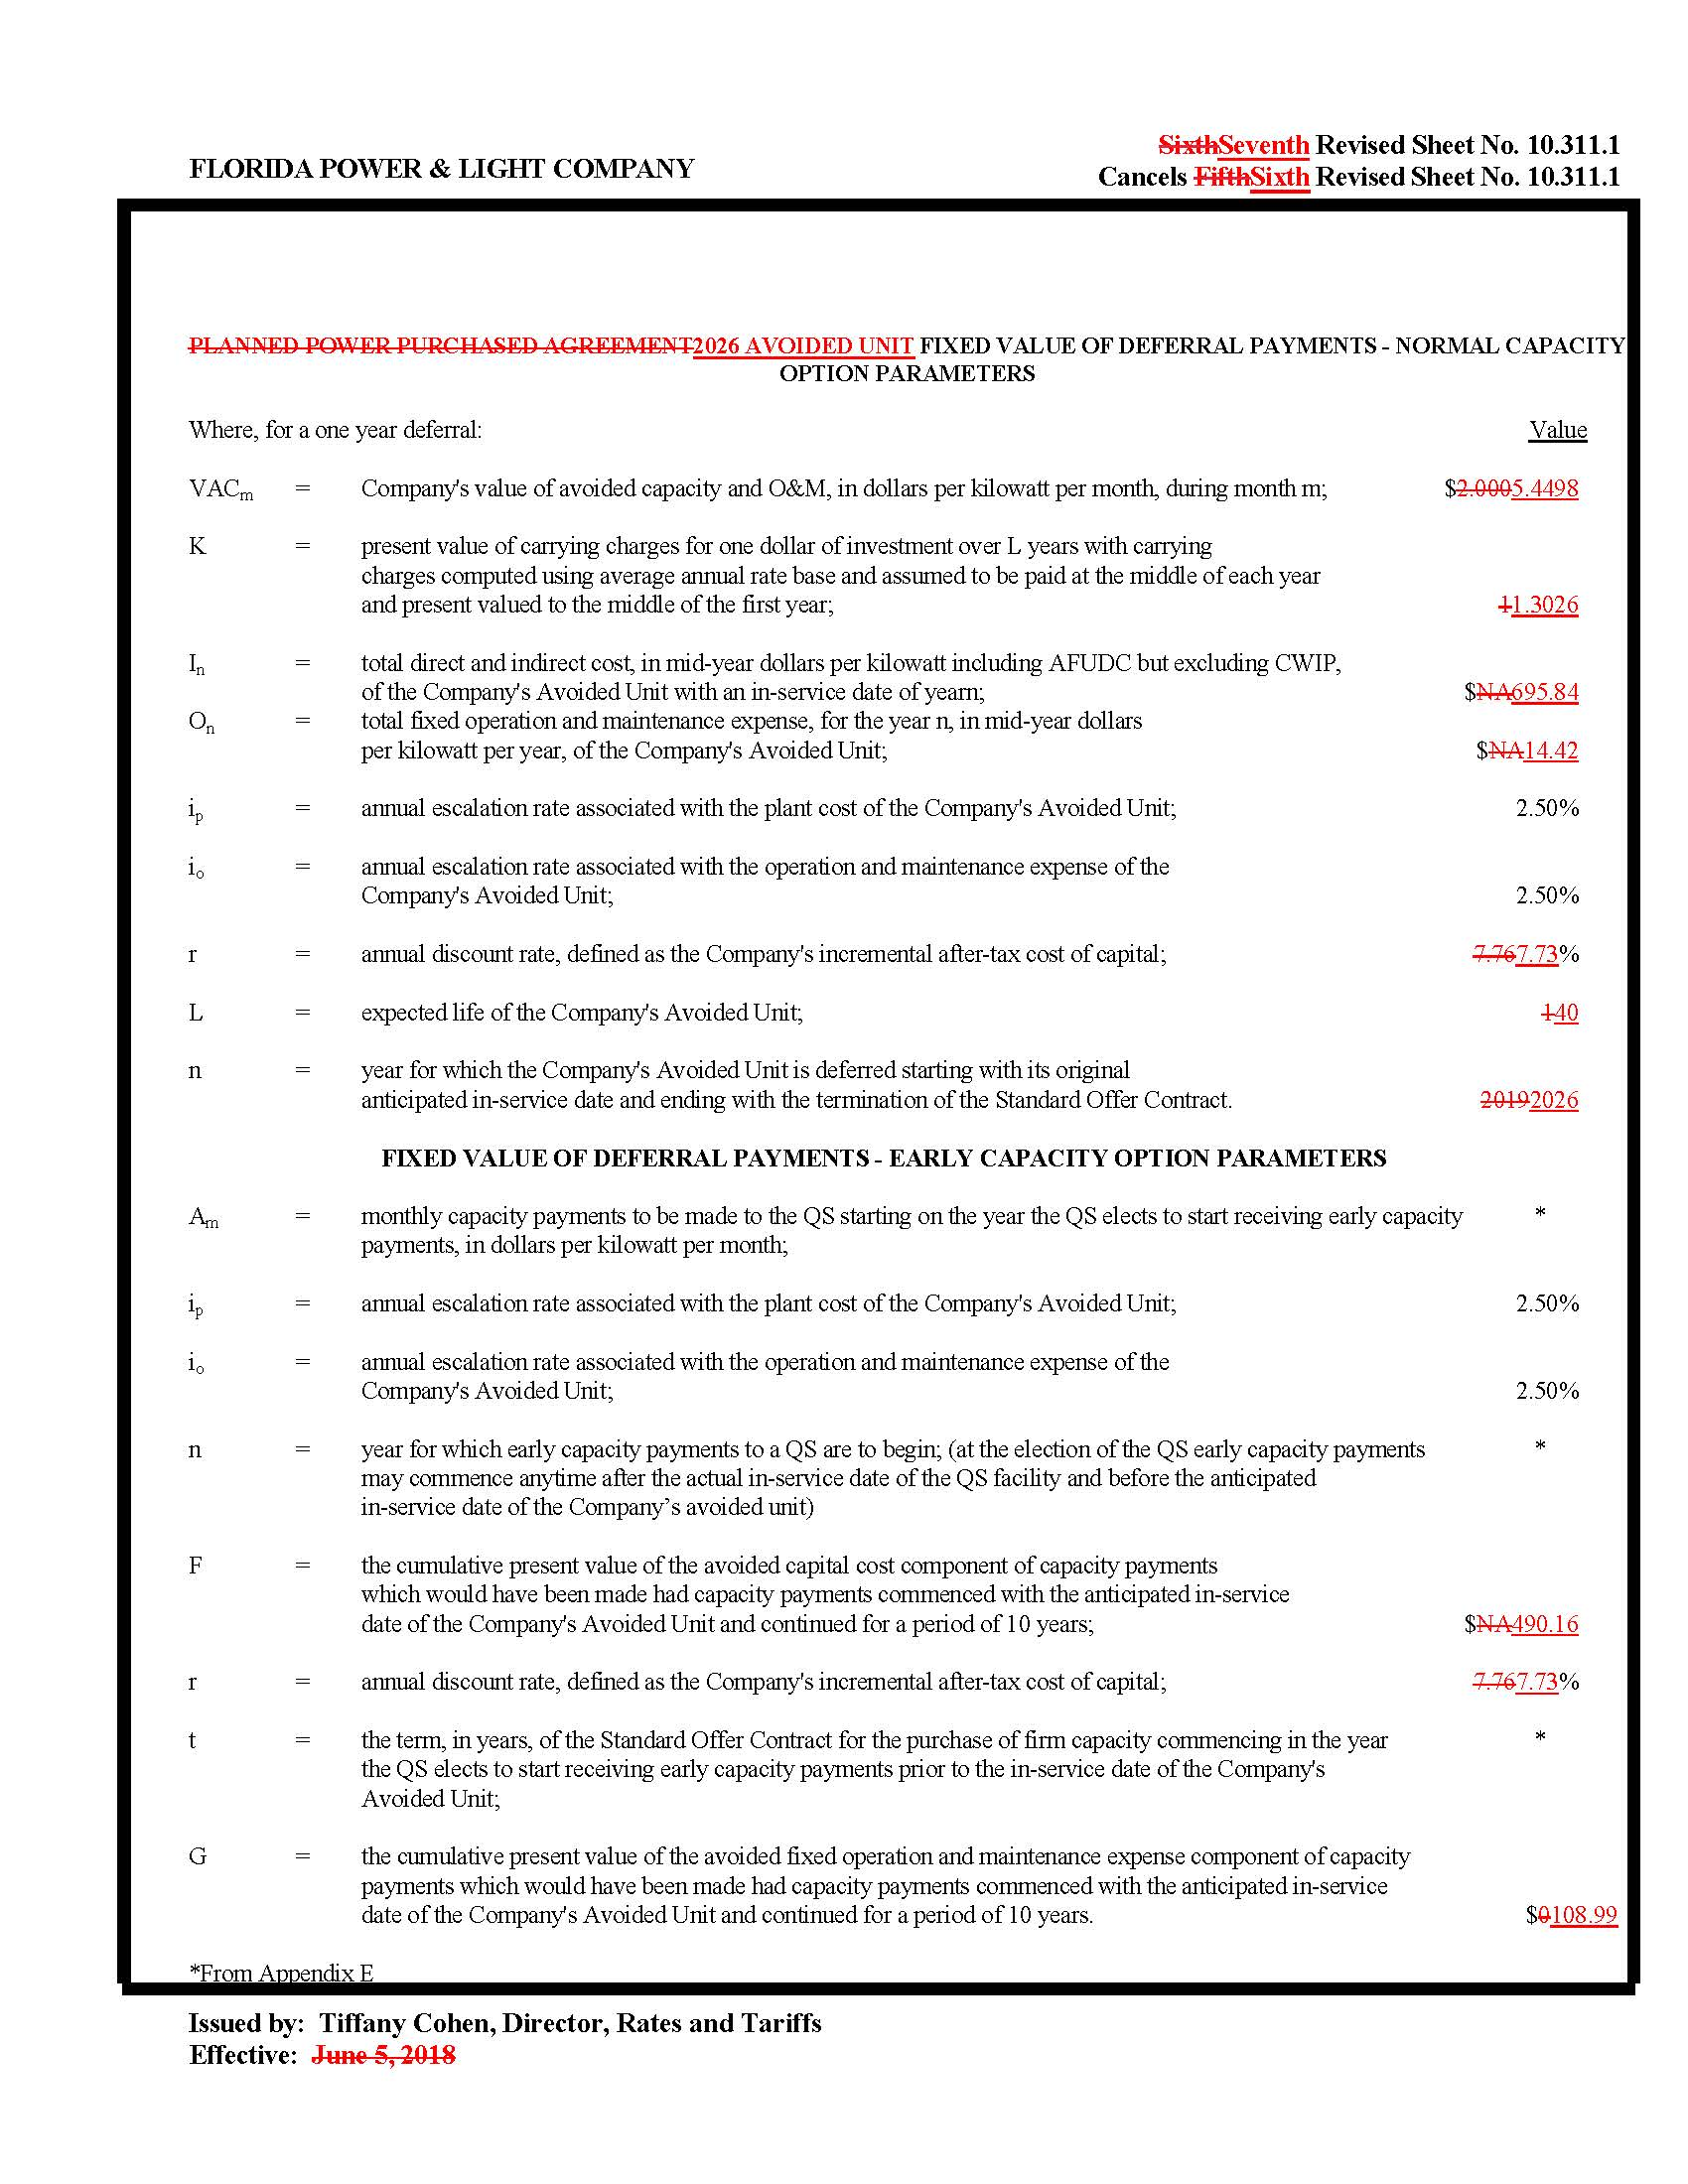 FLORIDA POWER & LIGHT COMPANY
SixthSeventh Revised Sheet No. 10.311.1
Cancels FifthSixth Revised Sheet No. 10.311.1
PLANNED POWER PURCHASED AGREEMENT2026 AVOIDED UNIT FIXED VALUE OF DEFERRAL PAYMENTS - NORMAL CAPACITY
OPTION PARAMETERS
Where, for a one year deferral: Value
VACm = Company's value of avoided capacity and O&M, in dollars per kilowatt per month, during month m; $2.0005.4498
K = present value of carrying charges for one dollar of investment over L years with carrying
charges computed using average annual rate base and assumed to be paid at the middle of each year
and present valued to the middle of the first year; 11.3026
In = total direct and indirect cost, in mid-year dollars per kilowatt including AFUDC but excluding CWIP,
of the Company's Avoided Unit with an in-service date of yearn; $NA695.84
On = total fixed operation and maintenance expense, for the year n, in mid-year dollars
per kilowatt per year, of the Company's Avoided Unit; $NA14.42
ip = annual escalation rate associated with the plant cost of the Company's Avoided Unit; 2.50%
io = annual escalation rate associated with the operation and maintenance expense of the
Company's Avoided Unit; 2.50%
r = annual discount rate, defined as the Company's incremental after-tax cost of capital; 7.767.73%
L = expected life of the Company's Avoided Unit; 140
n = year for which the Company's Avoided Unit is deferred starting with its original
anticipated in-service date and ending with the termination of the Standard Offer Contract. 20192026
FIXED VALUE OF DEFERRAL PAYMENTS - EARLY CAPACITY OPTION PARAMETERS
Am = monthly capacity payments to be made to the QS starting on the year the QS elects to start receiving early capacity *
payments, in dollars per kilowatt per month;
ip = annual escalation rate associated with the plant cost of the Company's Avoided Unit; 2.50%
io = annual escalation rate associated with the operation and maintenance expense of the
Company's Avoided Unit; 2.50%
n = year for which early capacity payments to a QS are to begin; (at the election of the QS early capacity payments *
may commence anytime after the actual in-service date of the QS facility and before the anticipated
in-service date of the Company’s avoided unit)
F = the cumulative present value of the avoided capital cost component of capacity payments
which would have been made had capacity payments commenced with the anticipated in-service
date of the Company's Avoided Unit and continued for a period of 10 years; $NA490.16
r = annual discount rate, defined as the Company's incremental after-tax cost of capital; 7.767.73%
t = the term, in years, of the Standard Offer Contract for the purchase of firm capacity commencing in the year *
the QS elects to start receiving early capacity payments prior to the in-service date of the Company's
Avoided Unit;
G = the cumulative present value of the avoided fixed operation and maintenance expense component of capacity
payments which would have been made had capacity payments commenced with the anticipated in-service
date of the Company's Avoided Unit and continued for a period of 10 years. $0108.99
*From Appendix E
Issued by: Tiffany Cohen, Director, Rates and Tariffs
Effective: June 5, 2018